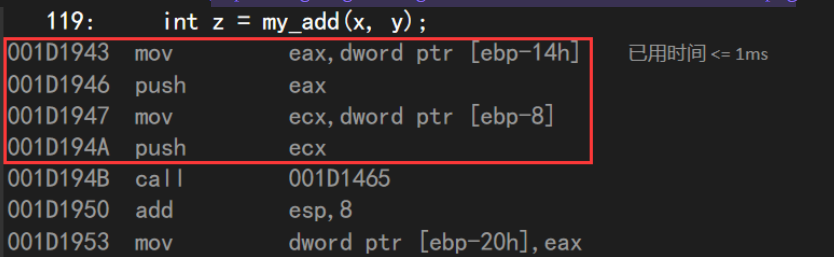 119: int z = my_add(x, y);
001D1943 mov eax,dword ptr [ebp-14h] 已用时间 <= 1ms
001D1946 push eax
001D1947 mov ecx,dword ptr [ebp-8]
001D194A push ecx
001D194B call 001D1465
001D1950 add esp,8
001D1953 mov dword ptr [ebp-20h],eax